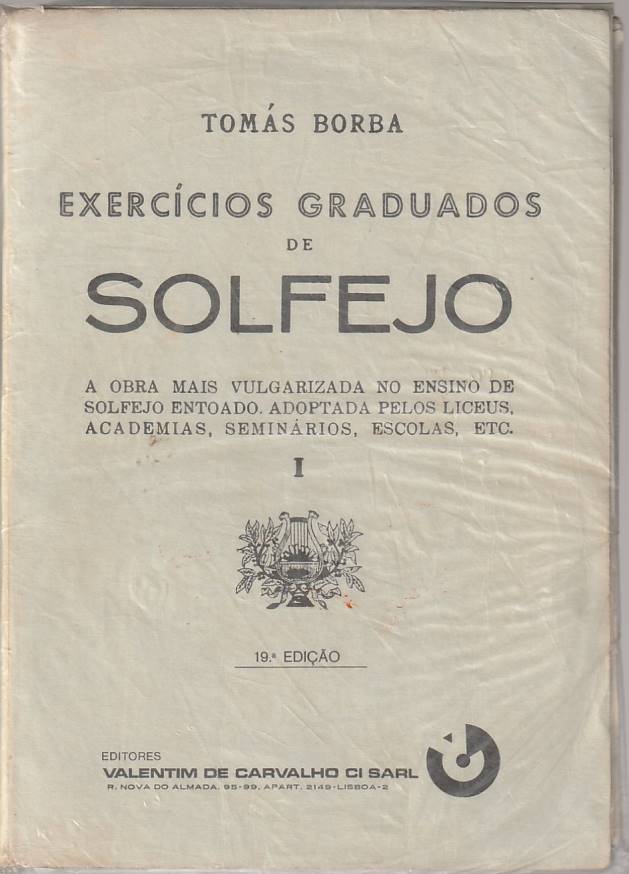 TOMÁS BORBA
EXERCÍCIOS GRADUADOS
DE
SOLFEJO
A OBRA MAIS VULGARIZADA NO ENSINO DE
SOLFEJO ENTOADO. ADOPTADA PELOS LICEUS,
ACADEMIAS, SEMINÁRIOS, ESCOLAS, ETC.
I
19.ª EDIÇÃO
EDITORES
VALENTIM DE CARVALHO CI SARL
R. NOVA DO ALMADA, 95-99, APART. 2149-LISBOA-2